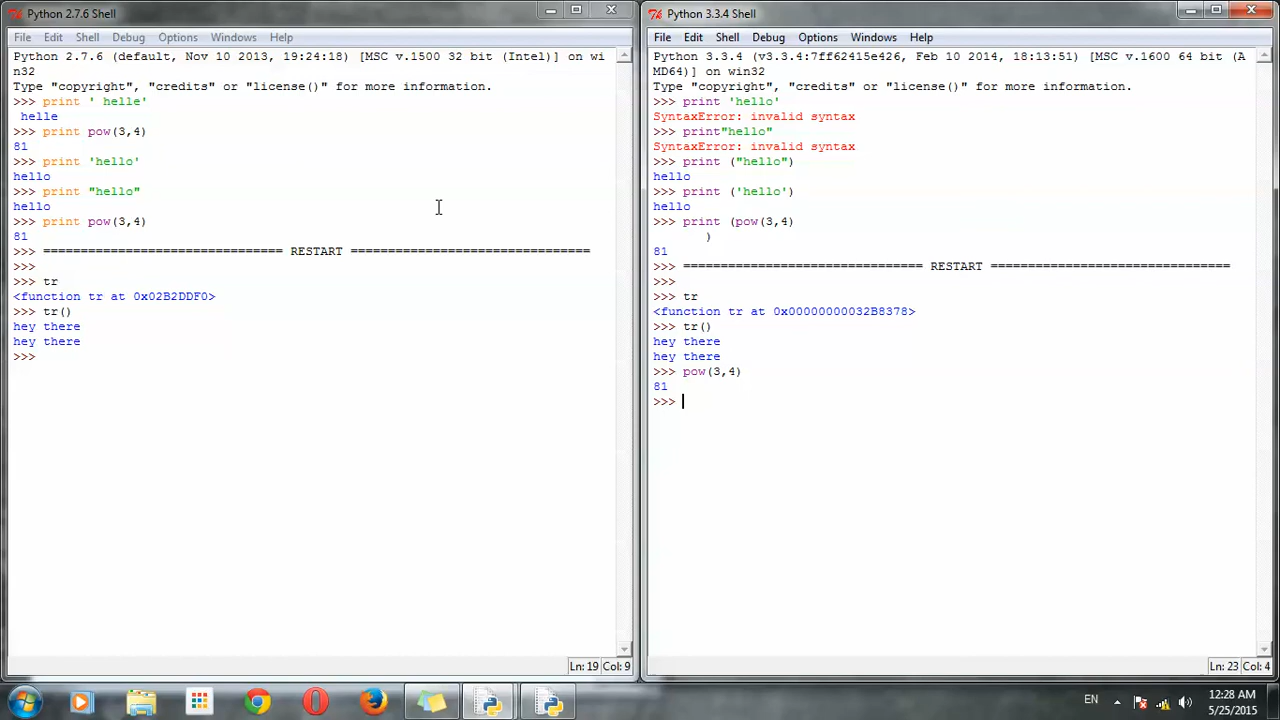 Python 2.7.6 Shell
File Edit Shell Debug Options Windows Help
Python 2.7.6 (default, Nov 10 2013, 19:24:18) [MSC v.1500 32 bit (Intel)] on wi
n32
Type "copyright", "credits" or "license()" for more information.
>>> print ' helle'
 helle
>>> print pow(3,4)
81
>>> print 'hello'
hello
>>> print "hello"
hello
>>> print pow(3,4)
81
>>> ================================ RESTART ================================
>>>
>>> tr
<function tr at 0x02B2DDF0>
>>> tr()
hey there
hey there
>>>
Ln: 19 Col: 9
Python 3.3.4 Shell
File Edit Shell Debug Options Windows Help
Python 3.3.4 (v3.3.4:7ff62415e426, Feb 10 2014, 18:13:51) [MSC v.1600 64 bit (A
MD64)] on win32
Type "copyright", "credits" or "license()" for more information.
>>> print 'hello'
SyntaxError: invalid syntax
>>> print"hello"
SyntaxError: invalid syntax
>>> print ("hello")
hello
>>> print ('hello')
hello
>>> print (pow(3,4)
       )
81
>>> ================================ RESTART ================================
>>>
>>> tr
<function tr at 0x00000000032B8378>
>>> tr()
hey there
hey there
>>> pow(3,4)
81
>>>
Ln: 23 Col: 4
EN
12:28 AM
5/25/2015